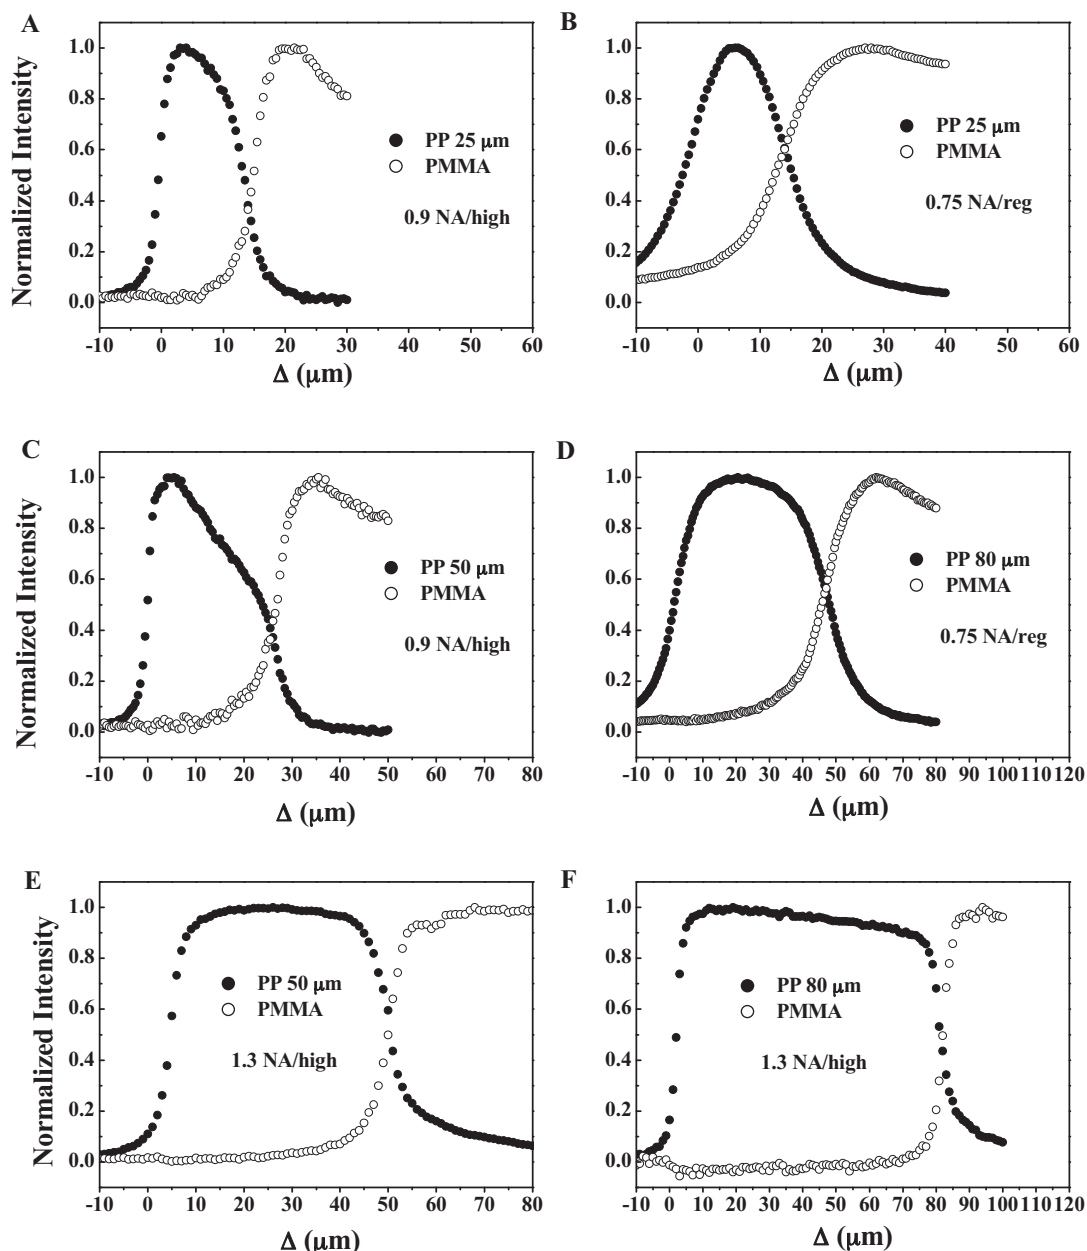 A
Normalized Intensity
1.0
0.8
0.6
0.4
0.2
0.0
PP 25 μm
PMMA
0.9 NA/high
-10 0 10 20 30 40 50 60
Δ (μm)
B
1.0
0.8
0.6
0.4
0.2
0.0
PP 25 μm
PMMA
0.75 NA/reg
-10 0 10 20 30 40 50 60
Δ (μm)
C
Normalized Intensity
1.0
0.8
0.6
0.4
0.2
0.0
PP 50 μm
PMMA
0.9 NA/high
-10 0 10 20 30 40 50 60 70 80
Δ (μm)
D
1.0
0.8
0.6
0.4
0.2
0.0
PP 80 μm
PMMA
0.75 NA/reg
-10 0 10 20 30 40 50 60 70 80 90 100 110 120
Δ (μm)
E
Normalized Intensity
1.0
0.8
0.6
0.4
0.2
0.0
PP 50 μm
PMMA
1.3 NA/high
-10 0 10 20 30 40 50 60 70 80
Δ (μm)
F
1.0
0.8
0.6
0.4
0.2
0.0
PP 80 μm
PMMA
1.3 NA/high
-10 0 10 20 30 40 50 60 70 80 90 100 110 120
Δ (μm)